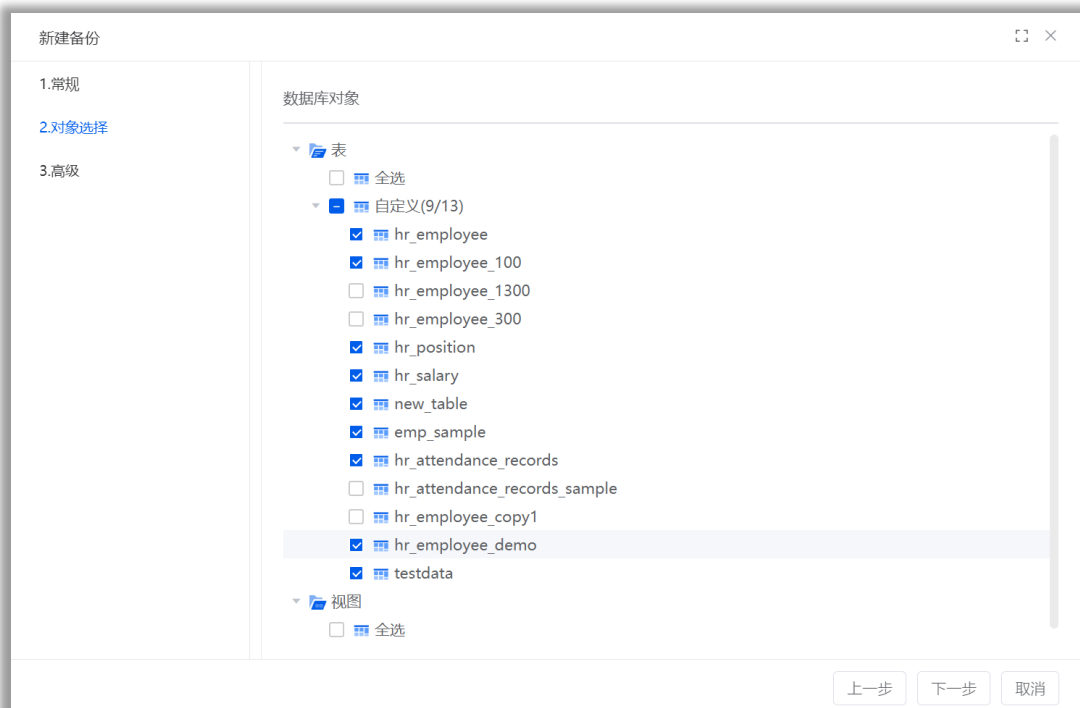 新建备份
1.常规
2.对象选择
3.高级
数据库对象
表
全选
自定义(9/13)
hr_employee
hr_employee_100
hr_employee_1300
hr_employee_300
hr_position
hr_salary
new_table
emp_sample
hr_attendance_records
hr_attendance_records_sample
hr_employee_copy1
hr_employee_demo
testdata
视图
全选
上一步 下一步 取消